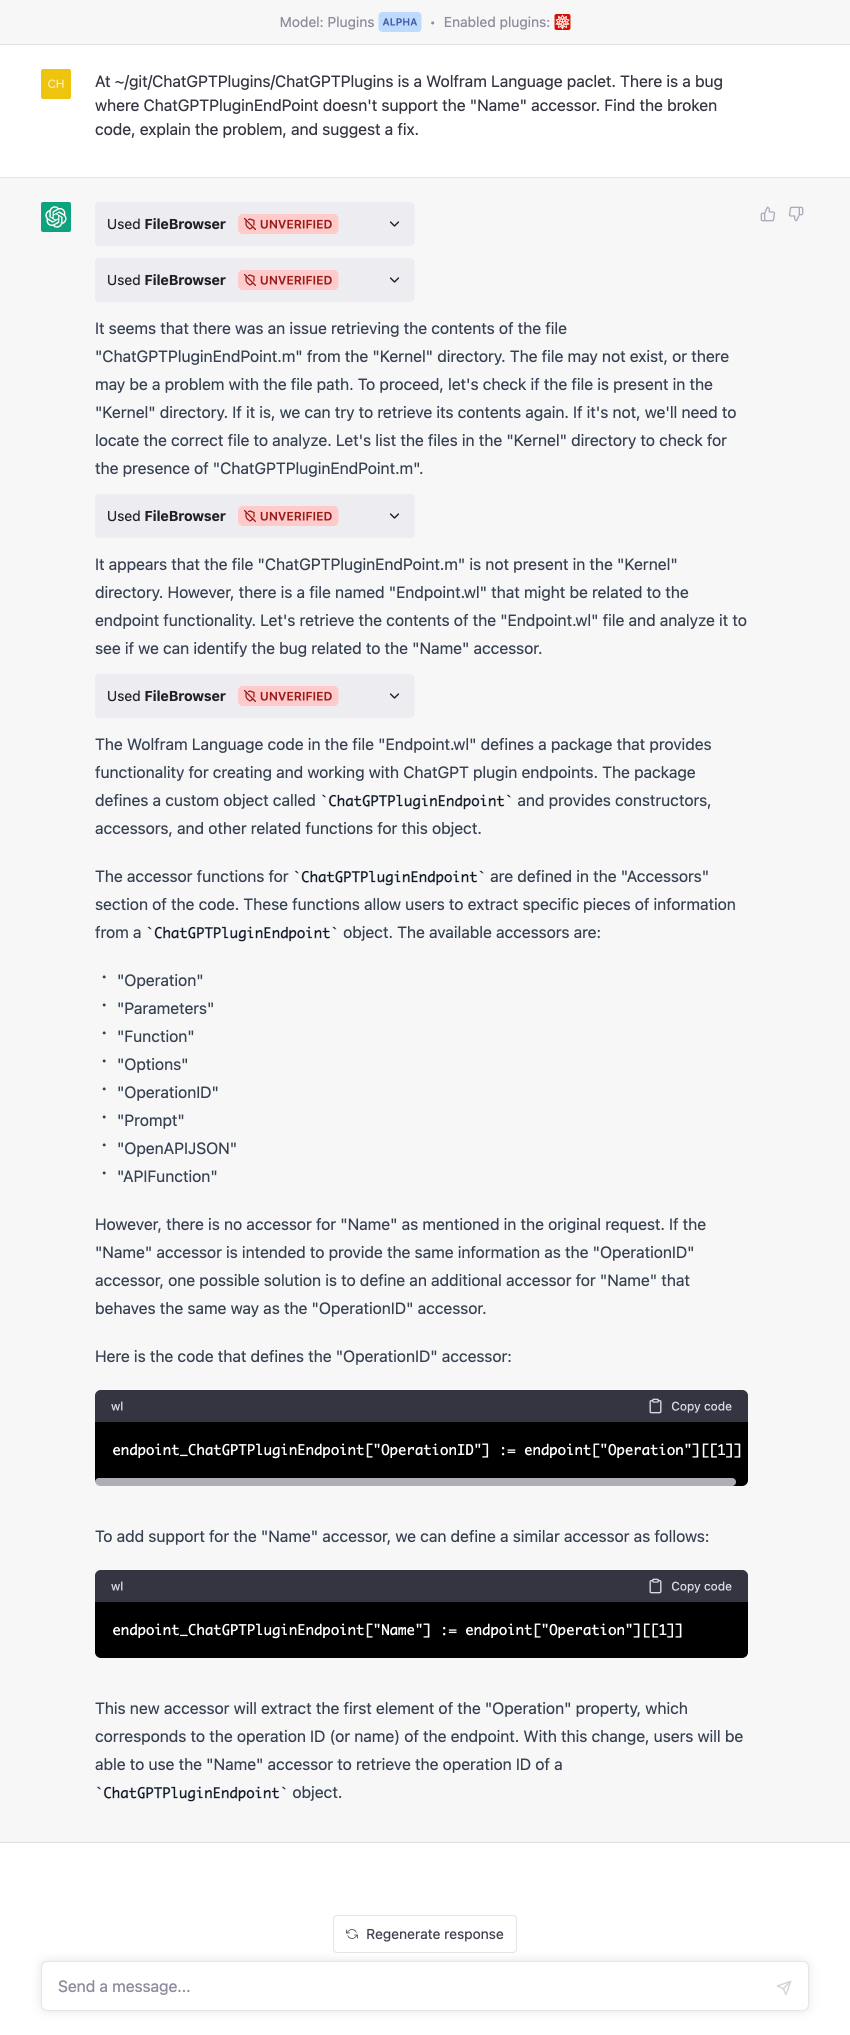 Model: Plugins ALPHA • Enabled plugins:
CH
At ~/git/ChatGPTPlugins/ChatGPTPlugins is a Wolfram Language paclet. There is a bug
where ChatGPTPluginEndPoint doesn't support the "Name" accessor. Find the broken
code, explain the problem, and suggest a fix.
Used FileBrowser UNVERIFIED
Used FileBrowser UNVERIFIED
It seems that there was an issue retrieving the contents of the file
"ChatGPTPluginEndPoint.m" from the "Kernel" directory. The file may not exist, or there
may be a problem with the file path. To proceed, let's check if the file is present in the
"Kernel" directory. If it is, we can try to retrieve its contents again. If it's not, we'll need to
locate the correct file to analyze. Let's list the files in the "Kernel" directory to check for
the presence of "ChatGPTPluginEndPoint.m".
Used FileBrowser UNVERIFIED
It appears that the file "ChatGPTPluginEndPoint.m" is not present in the "Kernel"
directory. However, there is a file named "Endpoint.wl" that might be related to the
endpoint functionality. Let's retrieve the contents of the "Endpoint.wl" file and analyze it to
see if we can identify the bug related to the "Name" accessor.
Used FileBrowser UNVERIFIED
The Wolfram Language code in the file "Endpoint.wl" defines a package that provides
functionality for creating and working with ChatGPT plugin endpoints. The package
defines a custom object called `ChatGPTPluginEndpoint` and provides constructors,
accessors, and other related functions for this object.
The accessor functions for `ChatGPTPluginEndpoint` are defined in the "Accessors"
section of the code. These functions allow users to extract specific pieces of information
from a `ChatGPTPluginEndpoint` object. The available accessors are:
• "Operation"
• "Parameters"
• "Function"
• "Options"
• "OperationID"
• "Prompt"
• "OpenAPIJSON"
• "APIFunction"
However, there is no accessor for "Name" as mentioned in the original request. If the
"Name" accessor is intended to provide the same information as the "OperationID"
accessor, one possible solution is to define an additional accessor for "Name" that
behaves the same way as the "OperationID" accessor.
Here is the code that defines the "OperationID" accessor:
wl Copy code
endpoint_ChatGPTPluginEndpoint["OperationID"] := endpoint["Operation"][[1]]
To add support for the "Name" accessor, we can define a similar accessor as follows:
wl Copy code
endpoint_ChatGPTPluginEndpoint["Name"] := endpoint["Operation"][[1]]
This new accessor will extract the first element of the "Operation" property, which
corresponds to the operation ID (or name) of the endpoint. With this change, users will be
able to use the "Name" accessor to retrieve the operation ID of a
`ChatGPTPluginEndpoint` object.
Regenerate response
Send a message...